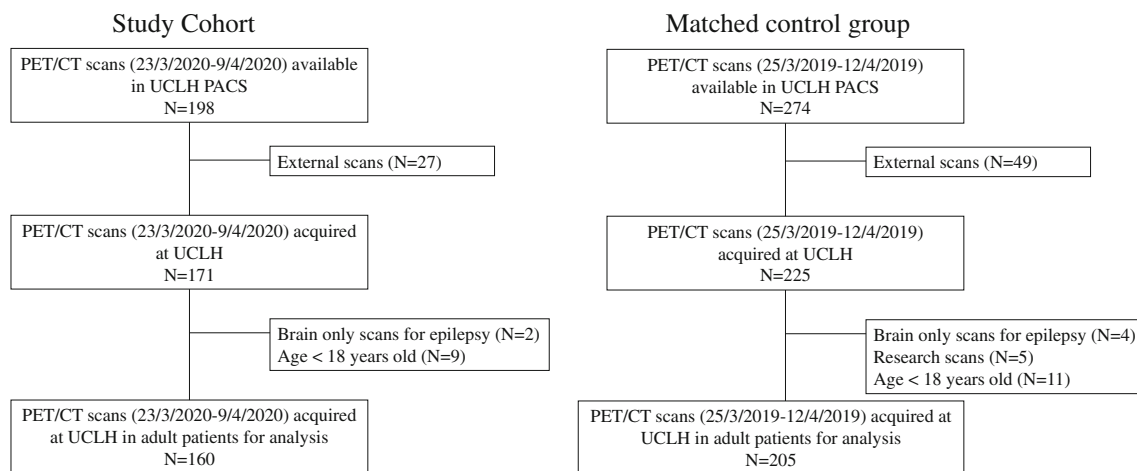 Study Cohort
PET/CT scans (23/3/2020-9/4/2020) available
in UCLH PACS
N=198
External scans (N=27)
PET/CT scans (23/3/2020-9/4/2020) acquired
at UCLH
N=171
Brain only scans for epilepsy (N=2)
Age < 18 years old (N=9)
PET/CT scans (23/3/2020-9/4/2020) acquired
at UCLH in adult patients for analysis
N=160
Matched control group
PET/CT scans (25/3/2019-12/4/2019)
available in UCLH PACS
N=274
External scans (N=49)
PET/CT scans (25/3/2019-12/4/2019)
acquired at UCLH
N=225
Brain only scans for epilepsy (N=4)
Research scans (N=5)
Age < 18 years old (N=11)
PET/CT scans (25/3/2019-12/4/2019) acquired at
UCLH in adult patients for analysis
N=205